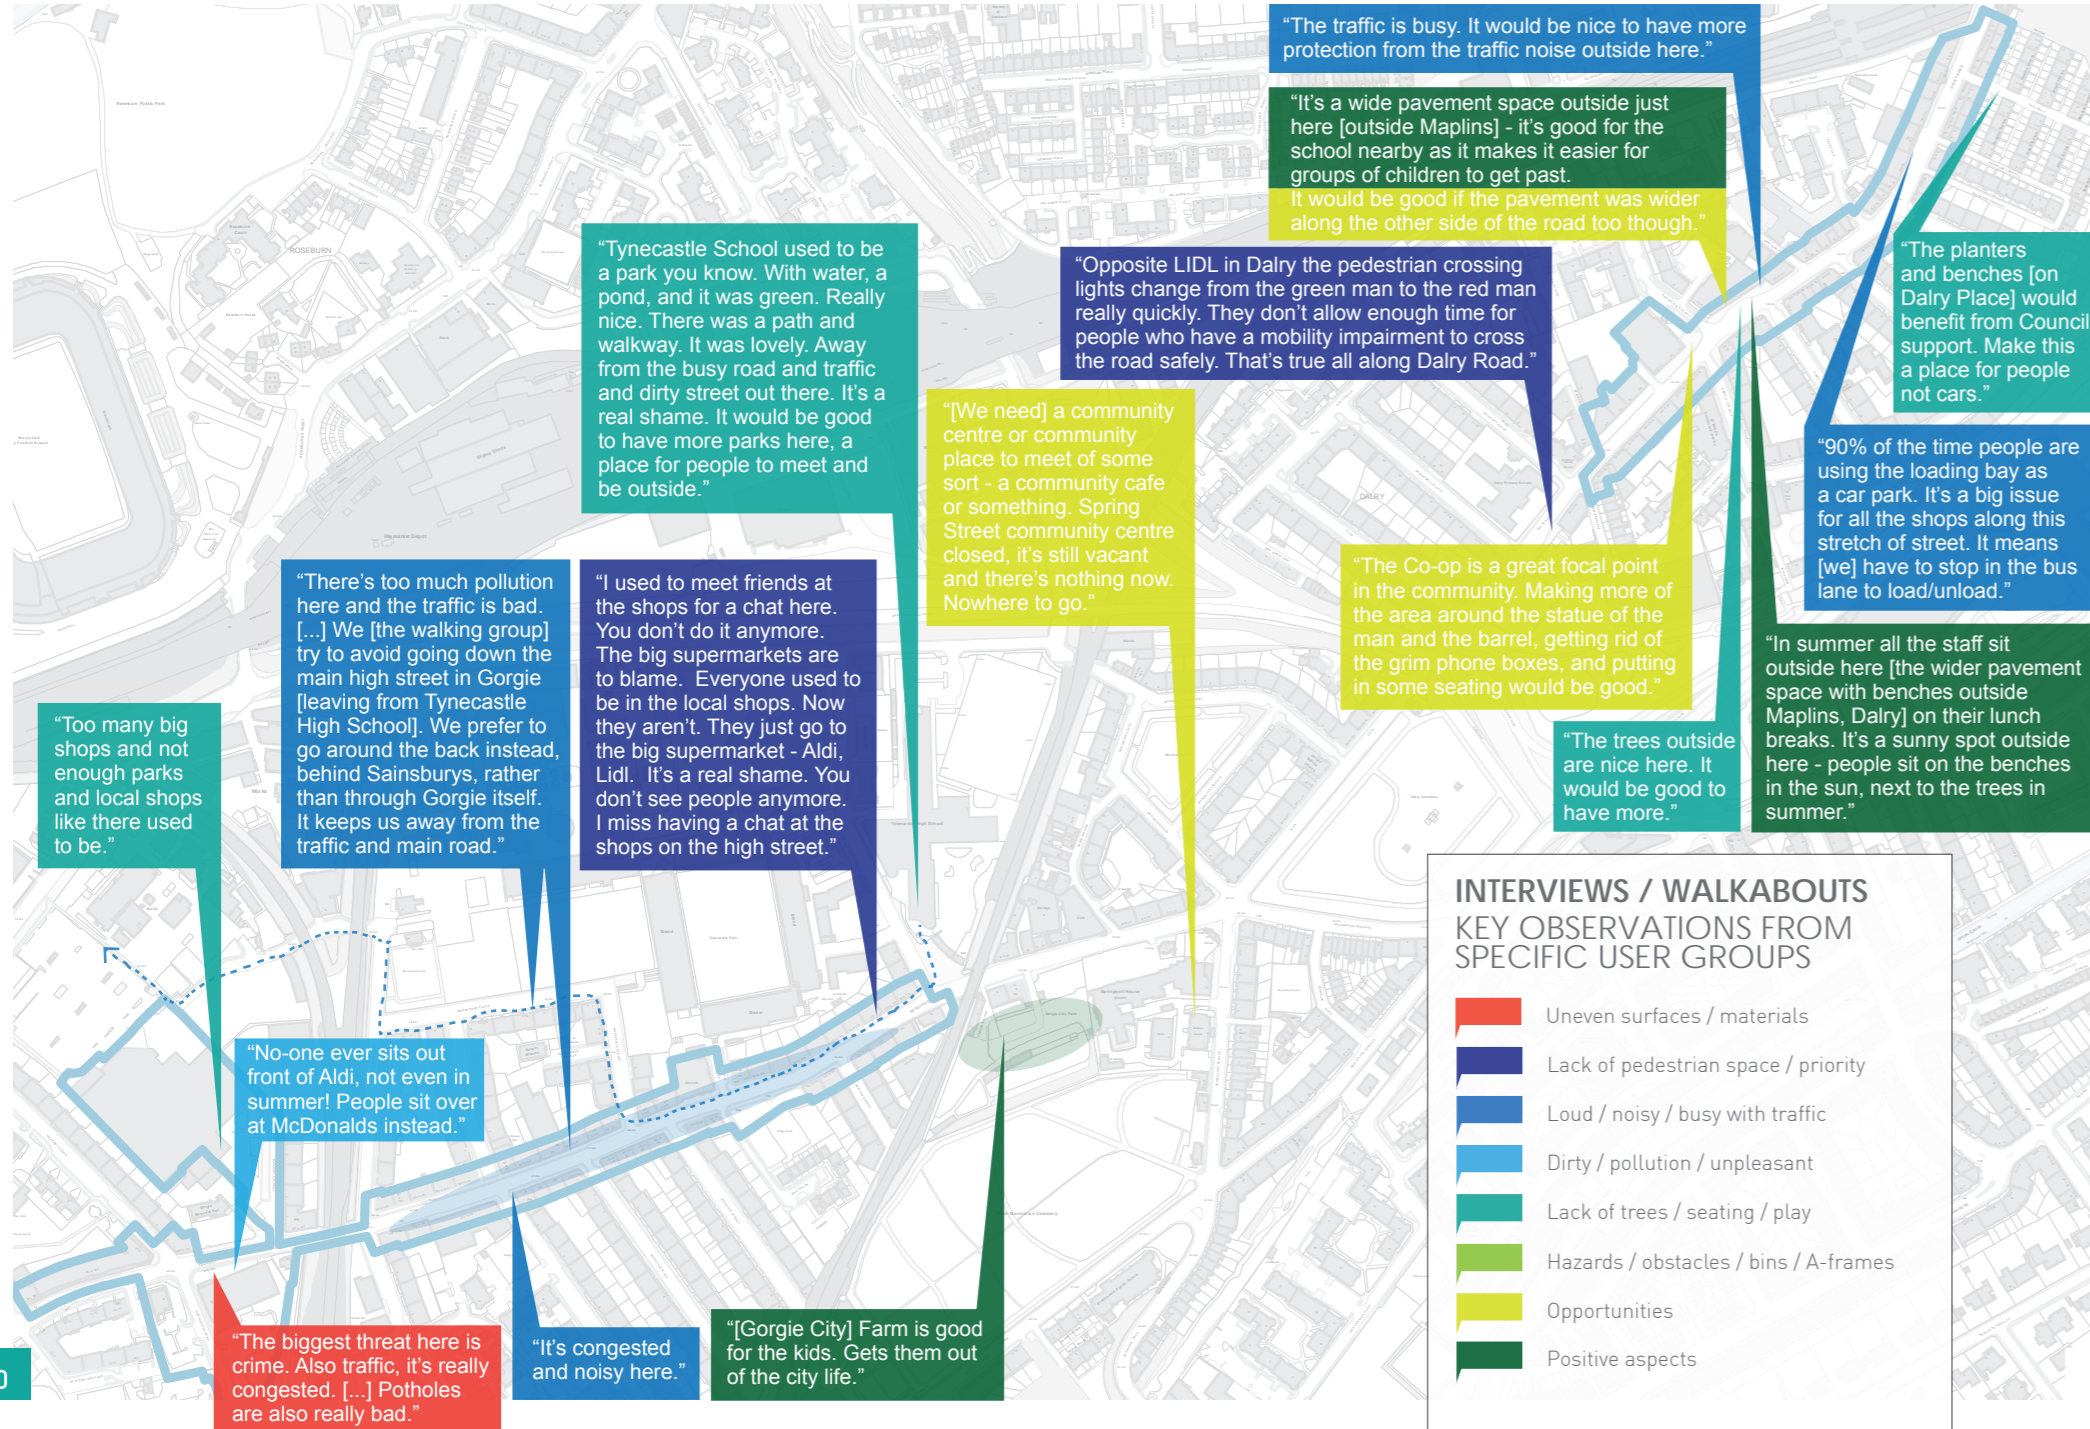 “The traffic is busy. It would be nice to have more
protection from the traffic noise outside here.”
“It’s a wide pavement space outside just
here [outside Maplins] - it’s good for the
school nearby as it makes it easier for
groups of children to get past.
It would be good if the pavement was wider
along the other side of the road too though.”
“Tynecastle School used to be
a park you know. With water, a
pond, and it was green. Really
nice. There was a path and
walkway. It was lovely. Away
from the busy road and traffic
and dirty street out there. It’s a
real shame. It would be good
to have more parks here, a
place for people to meet and
be outside.”
“Opposite LIDL in Dalry the pedestrian crossing
lights change from the green man to the red man
really quickly. They don’t allow enough time for
people who have a mobility impairment to cross
the road safely. That’s true all along Dalry Road.”
“The planters
and benches [on
Dalry Place] would
benefit from Council
support. Make this
a place for people
not cars.”
“[We need] a community
centre or community
place to meet of some
sort - a community cafe
or something. Spring
Street community centre
closed, it’s still vacant
and there’s nothing now.
Nowhere to go.”
“90% of the time people are
using the loading bay as
a car park. It’s a big issue
for all the shops along this
stretch of street. It means
[we] have to stop in the bus
lane to load/unload.”
“There’s too much pollution
here and the traffic is bad.
[...] We [the walking group]
try to avoid going down the
main high street in Gorgie
[leaving from Tynecastle
High School]. We prefer to
go around the back instead,
behind Sainsburys, rather
than through Gorgie itself.
It keeps us away from the
traffic and main road.”
“I used to meet friends at
the shops for a chat here.
You don’t do it anymore.
The big supermarkets are
to blame.  Everyone used to
be in the local shops. Now
they aren’t. They just go to
the big supermarket - Aldi,
Lidl.  It’s a real shame. You
don’t see people anymore.
I miss having a chat at the
shops on the high street.”
“The Co-op is a great focal point
in the community. Making more of
the area around the statue of the
man and the barrel, getting rid of
the grim phone boxes, and putting
in some seating would be good.”
“In summer all the staff sit
outside here [the wider pavement
space with benches outside
Maplins, Dalry] on their lunch
breaks. It’s a sunny spot outside
here - people sit on the benches
in the sun, next to the trees in
summer.”
“Too many big
shops and not
enough parks
and local shops
like there used
to be.”
“The trees outside
are nice here. It
would be good to
have more.”
“No-one ever sits out
front of Aldi, not even in
summer! People sit over
at McDonalds instead.”
“The biggest threat here is
crime. Also traffic, it’s really
congested. [...] Potholes
are also really bad.”
“It’s congested
and noisy here.”
“[Gorgie City] Farm is good
for the kids. Gets them out
of the city life.”
INTERVIEWS / WALKABOUTS
KEY OBSERVATIONS FROM
SPECIFIC USER GROUPS
Uneven surfaces / materials
Lack of pedestrian space / priority
Loud / noisy / busy with traffic
Dirty / pollution / unpleasant
Lack of trees / seating / play
Hazards / obstacles / bins / A-frames
Opportunities
Positive aspects
ROSEBURN
DALRY
Roseburn Public Park
Haymarket Depot
Tynecastle High School
Tynecastle Park